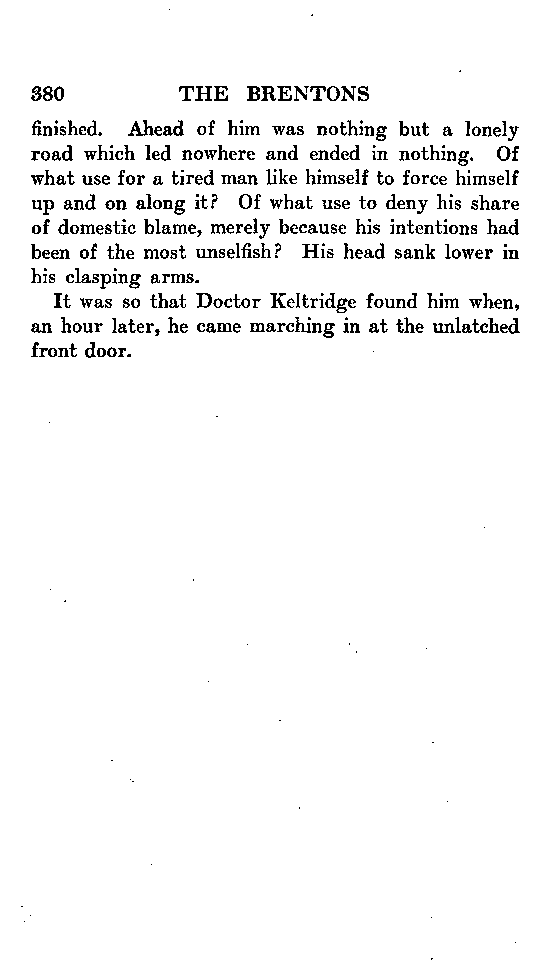 380 THE BRENTONS
finished. Ahead of him was nothing but a lonely
road which led nowhere and ended in nothing. Of
what use for a tired man like himself to force himself
up and on along it? Of what use to deny his share
of domestic blame, merely because his intentions had
been of the most unselfish? His head sank lower in
his clasping arms.
It was so that Doctor Keltridge found him when,
an hour later, he came marching in at the unlatched
front door.